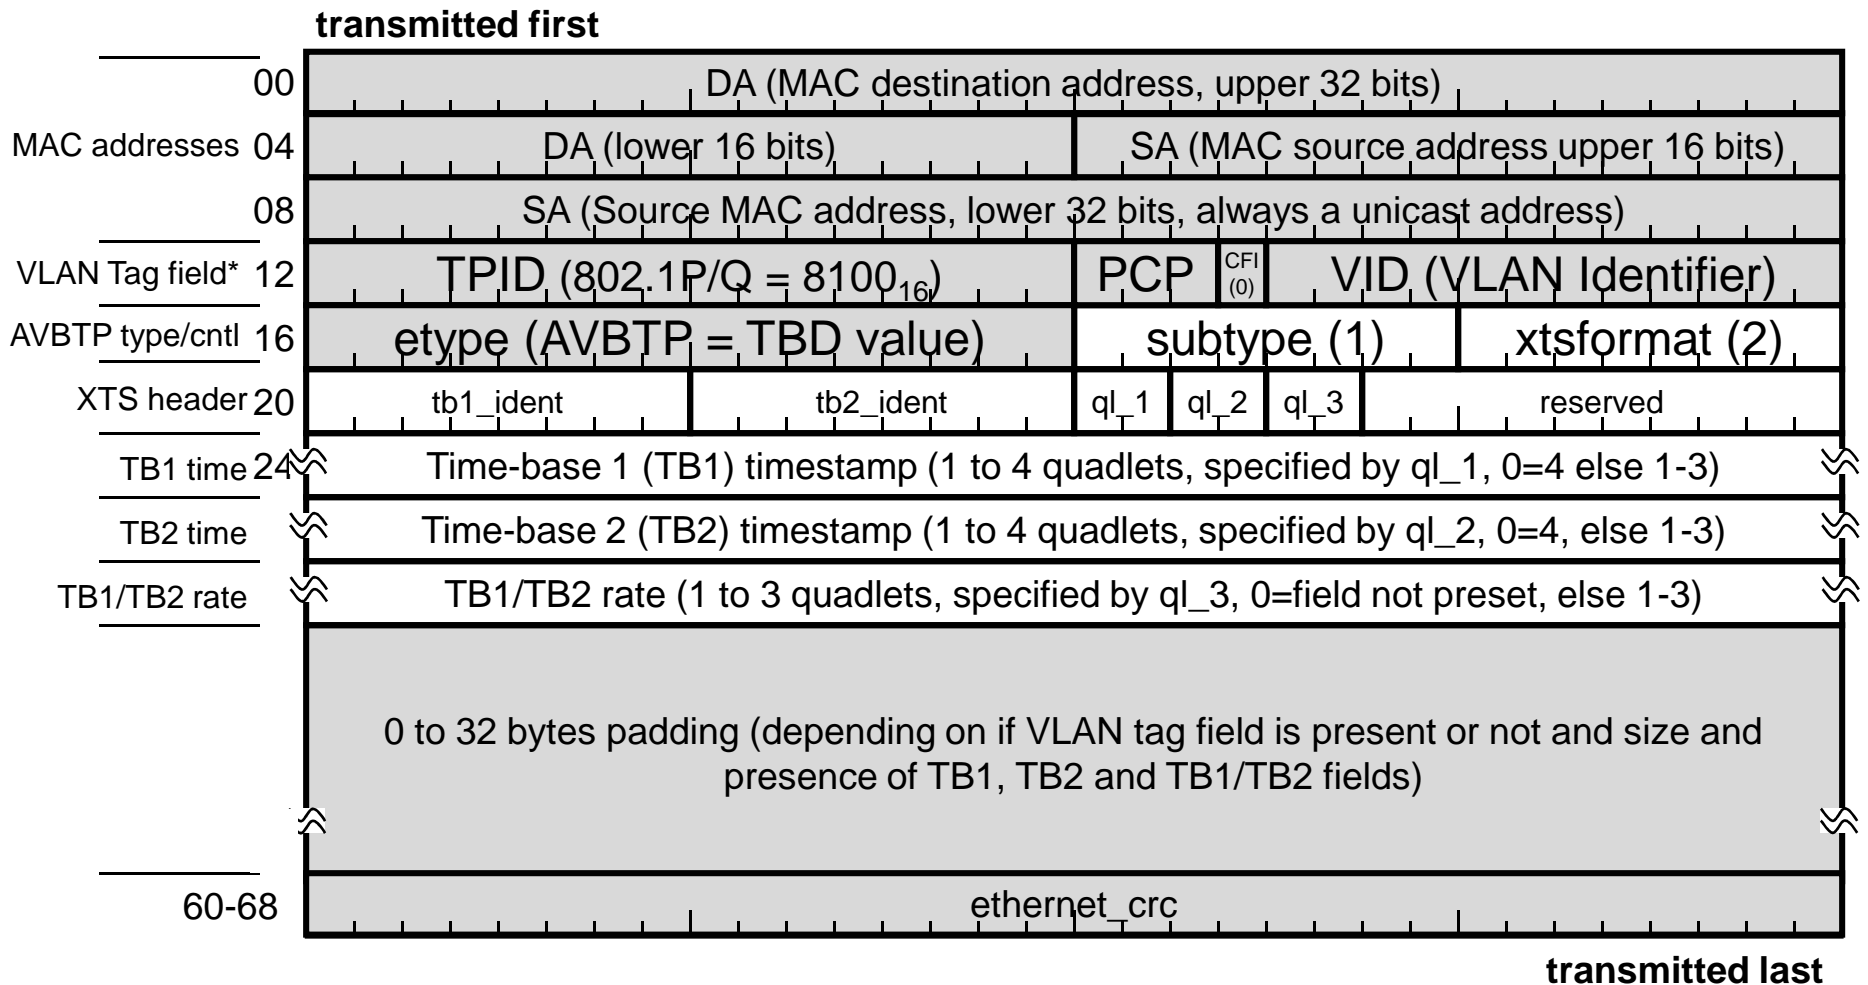 transmitted first
00 DA (MAC destination address, upper 32 bits)
MAC addresses 04 DA (lower 16 bits) SA (MAC source address upper 16 bits)
08 SA (Source MAC address, lower 32 bits, always a unicast address)
VLAN Tag field* 12 TPID (802.1P/Q = 8100₁₆) PCP CFI (0) VID (VLAN Identifier)
AVBTP type/cntl 16 etype (AVBTP = TBD value) subtype (1) xtsformat (2)
XTS header 20 tb1_ident tb2_ident ql_1 ql_2 ql_3 reserved
TB1 time 24 Time-base 1 (TB1) timestamp (1 to 4 quadlets, specified by ql_1, 0=4 else 1-3)
TB2 time Time-base 2 (TB2) timestamp (1 to 4 quadlets, specified by ql_2, 0=4, else 1-3)
TB1/TB2 rate TB1/TB2 rate (1 to 3 quadlets, specified by ql_3, 0=field not preset, else 1-3)
0 to 32 bytes padding (depending on if VLAN tag field is present or not and size and
presence of TB1, TB2 and TB1/TB2 fields)
60-68 ethernet_crc
transmitted last